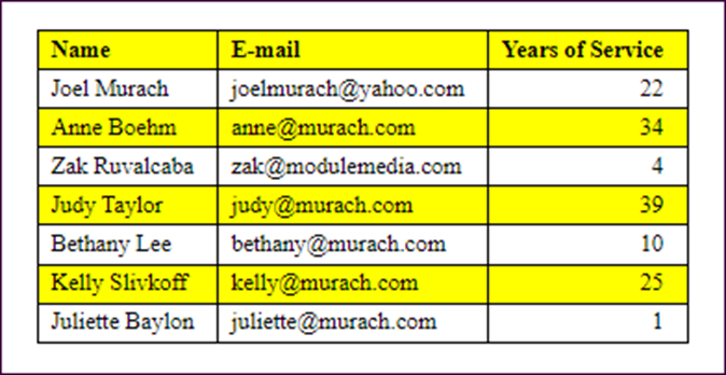 Name E-mail Years of Service
Joel Murach joelmurach@yahoo.com 22
Anne Boehm anne@murach.com 34
Zak Ruvalcaba zak@modulemedia.com 4
Judy Taylor judy@murach.com 39
Bethany Lee bethany@murach.com 10
Kelly Slivkoff kelly@murach.com 25
Juliette Baylon juliette@murach.com 1